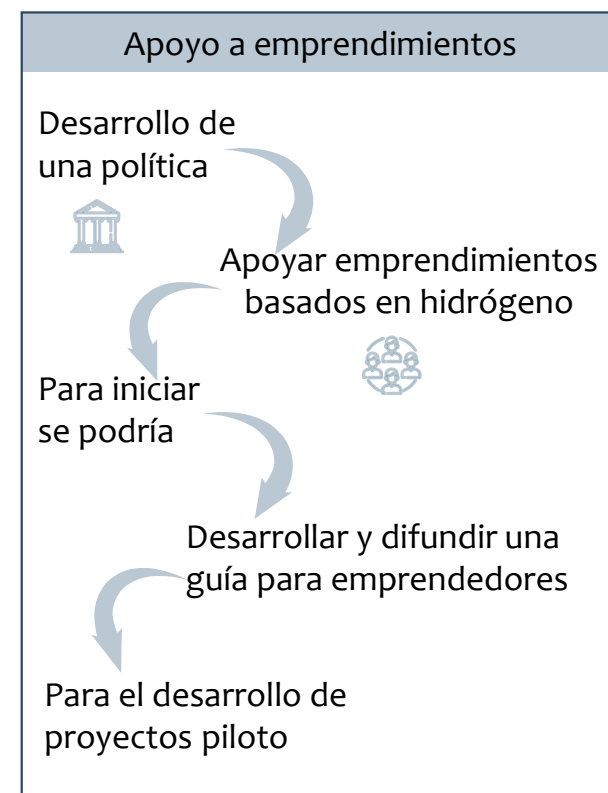 Apoyo a emprendimientos
Desarrollo de
una política
Apoyar emprendimientos
basados en hidrógeno
Para iniciar
se podría
Desarrollar y difundir una
guía para emprendedores
Para el desarrollo de
proyectos piloto